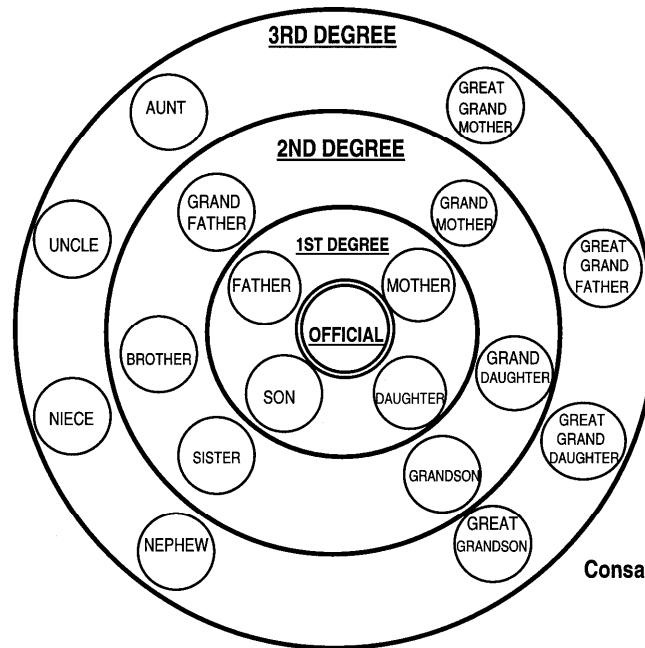 3RD DEGREE
AUNT
GREAT
GRAND
MOTHER
2ND DEGREE
GRAND
FATHER
GRAND
MOTHER
UNCLE
1ST DEGREE
GREAT
GRAND
FATHER
FATHER
MOTHER
OFFICIAL
BROTHER
GRAND
DAUGHTER
SON
DAUGHTER
NIECE
GREAT
GRAND
DAUGHTER
SISTER
GRANDSON
NEPHEW
GREAT
GRANDSON
Consa